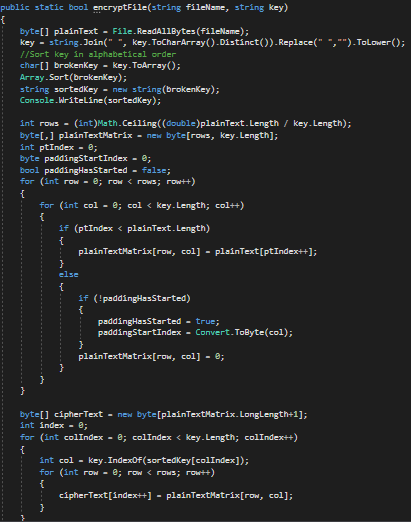 public static bool encryptFile(string fileName, string key)
{
byte[] plainText = File.ReadAllBytes(fileName);
key = string.Join(" ", key.ToCharArray().Distinct()).Replace(" ","").ToLower();
//Sort key in alphabetical order
char[] brokenKey = key.ToArray();
Array.Sort(brokenKey);
string sortedKey = new string(brokenKey);
Console.WriteLine(sortedKey);
int rows = (int)Math.Ceiling((double)plainText.Length / key.Length);
byte[,] plainTextMatrix = new byte[rows, key.Length];
int ptIndex = 0;
byte paddingStartIndex = 0;
bool paddingHasStarted = false;
for (int row = 0; row < rows; row++)
{
for (int col = 0; col < key.Length; col++)
{
if (ptIndex < plainText.Length)
{
plainTextMatrix[row, col] = plainText[ptIndex++];
}
else
{
if (!paddingHasStarted)
{
paddingHasStarted = true;
paddingStartIndex = Convert.ToByte(col);
}
plainTextMatrix[row, col] = 0;
}
}
}
byte[] cipherText = new byte[plainTextMatrix.LongLength+1];
int index = 0;
for (int colIndex = 0; colIndex < key.Length; colIndex++)
{
int col = key.IndexOf(sortedKey[colIndex]);
for (int row = 0; row < rows; row++)
{
cipherText[index++] = plainTextMatrix[row, col];
}
}